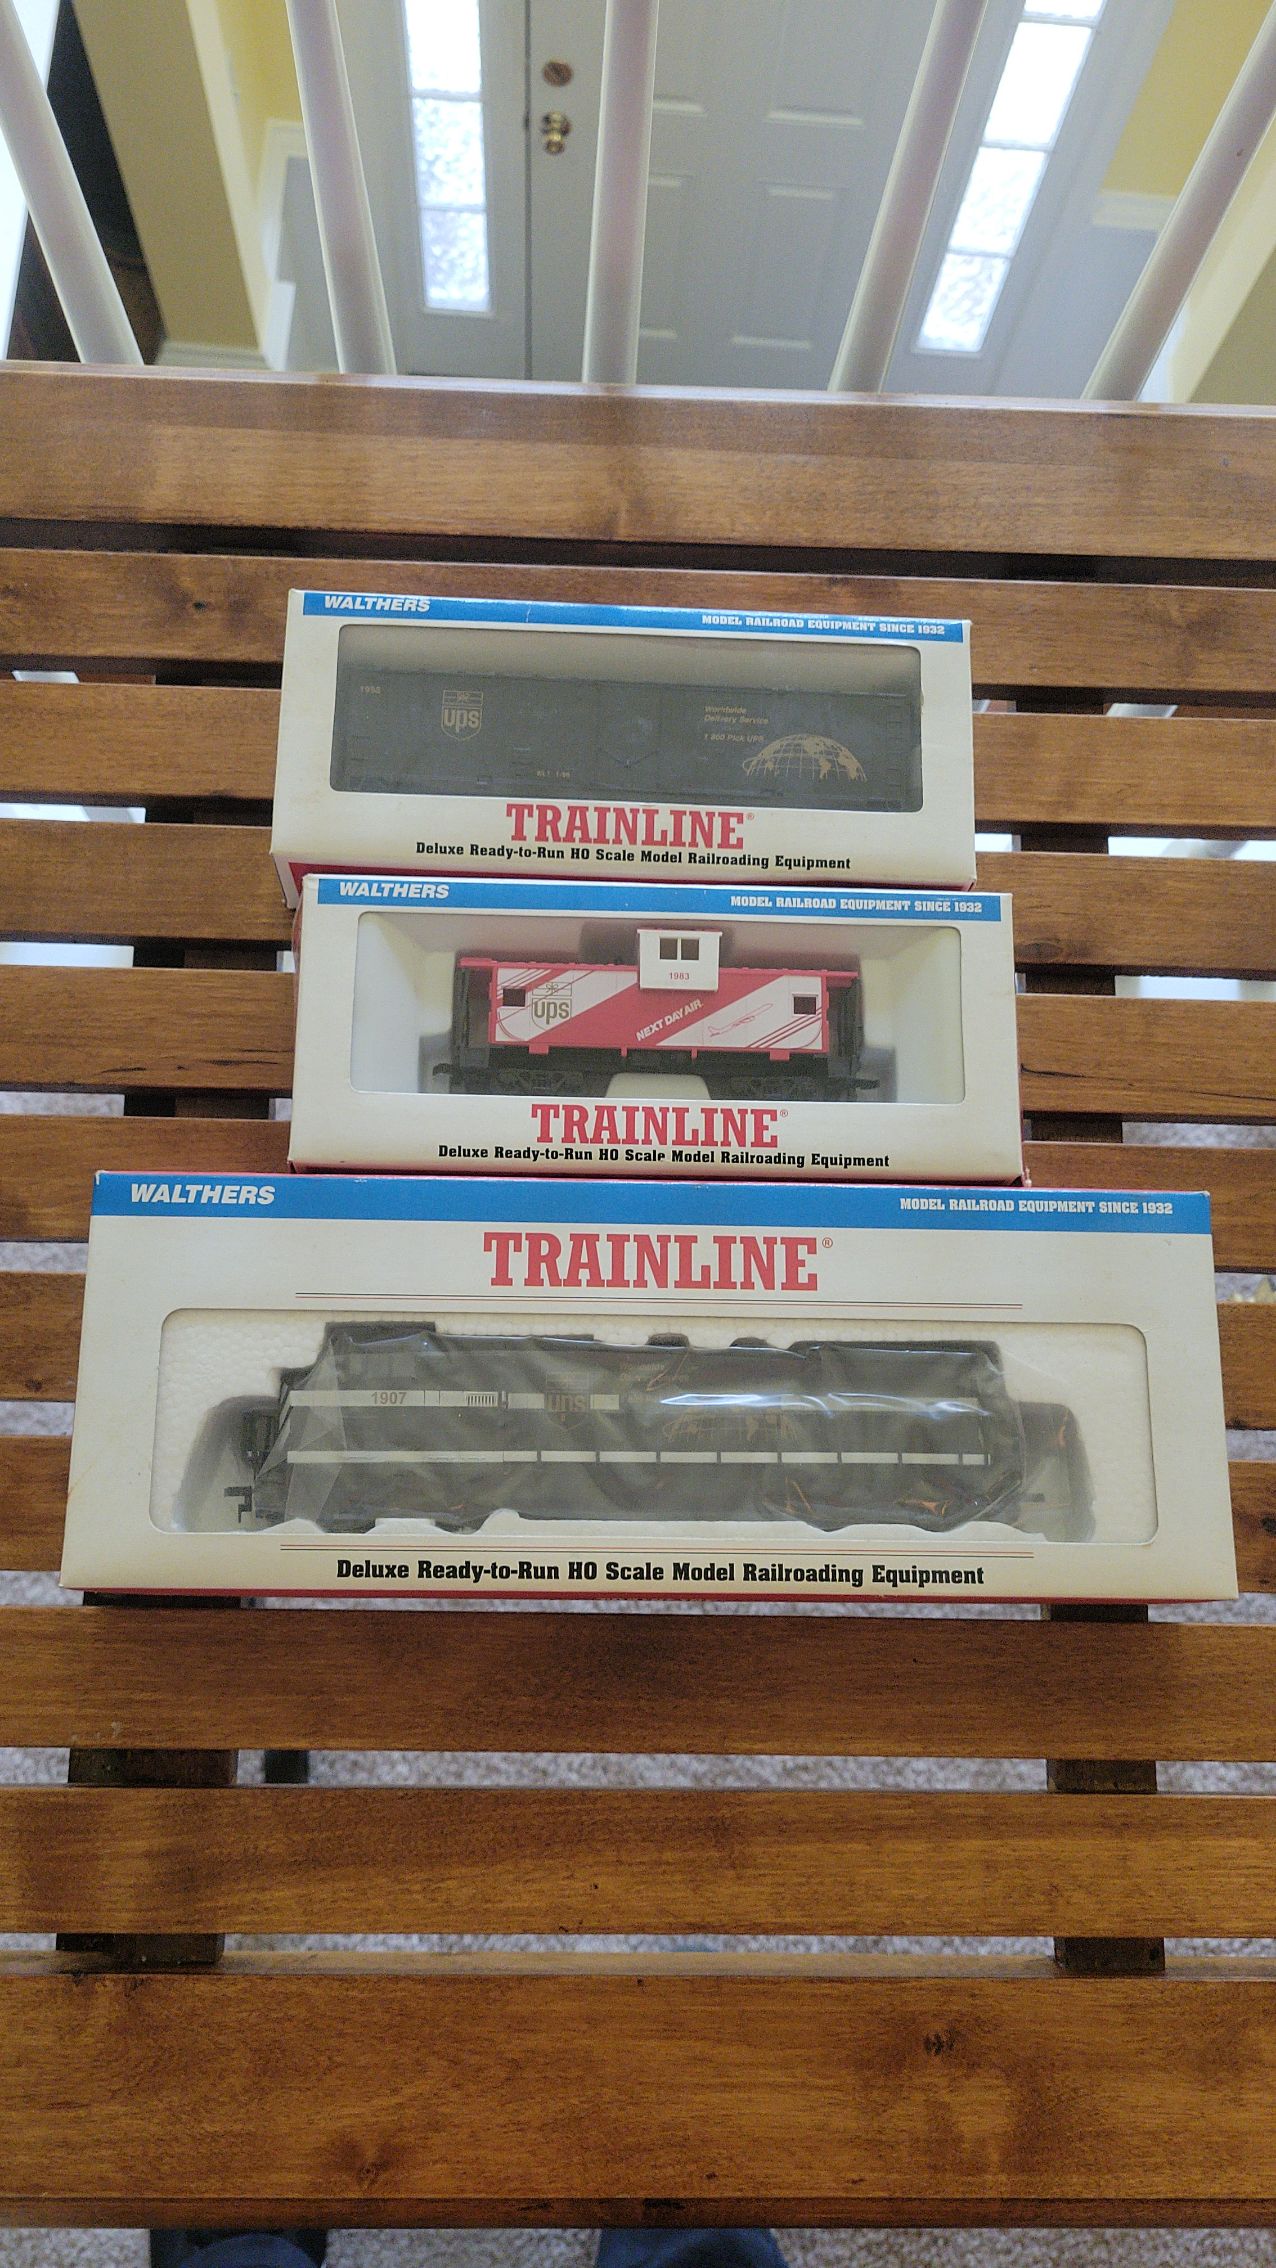 WALTHERS
MODEL RAILROAD EQUIPMENT SINCE 1932
ups
Worldwide
Delivery Service
1 800 Pick UPS
TRAINLINE®
Deluxe Ready-to-Run HO Scale Model Railroading Equipment
WALTHERS
MODEL RAILROAD EQUIPMENT SINCE 1932
1983
ups
NEXT DAY AIR
TRAINLINE®
Deluxe Ready-to-Run HO Scale Model Railroading Equipment
WALTHERS
MODEL RAILROAD EQUIPMENT SINCE 1932
TRAINLINE®
1907
ups
Deluxe Ready-to-Run HO Scale Model Railroading Equipment